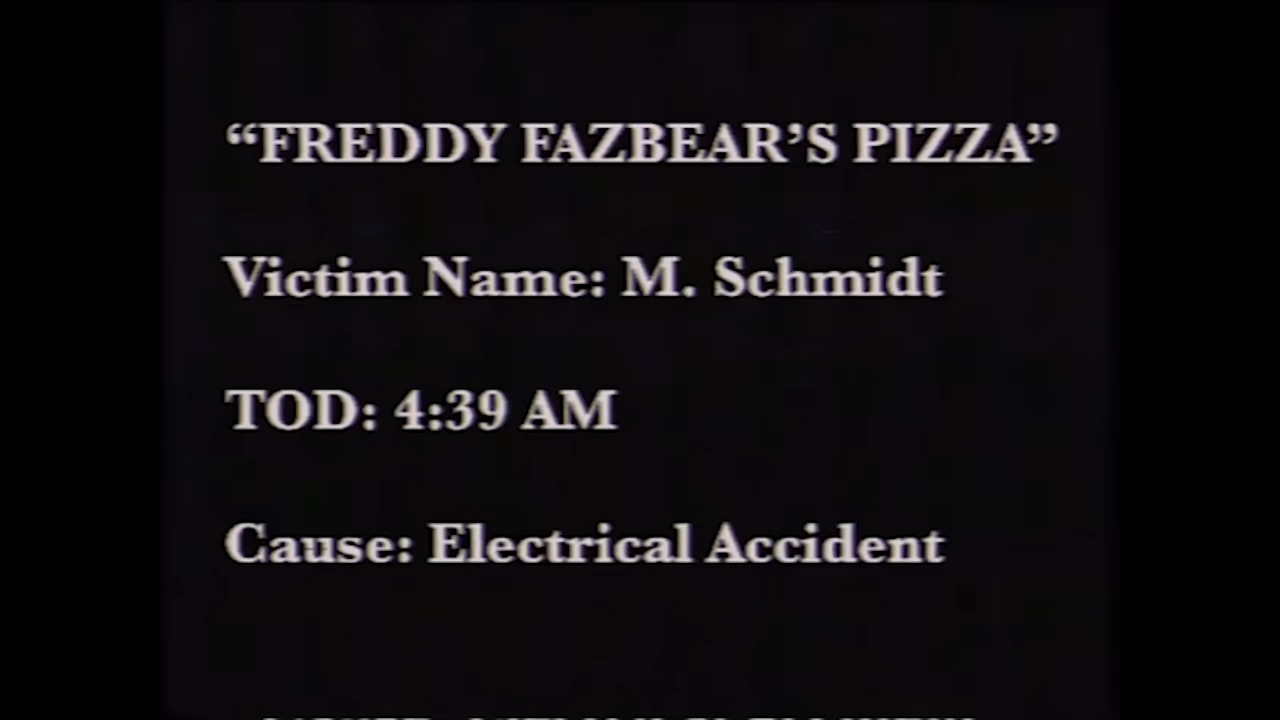 “FREDDY FAZBEAR’S PIZZA”
Victim Name: M. Schmidt
TOD: 4:39 AM
Cause: Electrical Accident